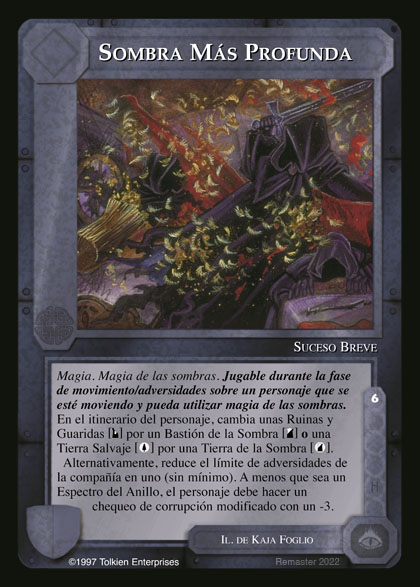 Sombra Más Profunda
Suceso Breve
Magia. Magia de las sombras. Jugable durante la fase
de movimiento/adversidades sobre un personaje que se
esté moviendo y pueda utilizar magia de las sombras.
En el itinerario del personaje, cambia unas Ruinas y
Guaridas [] por un Bastión de la Sombra [] o una
Tierra Salvaje [] por una Tierra de la Sombra [].
Alternativamente, reduce el límite de adversidades de
la compañía en uno (sin mínimo). A menos que sea un
Espectro del Anillo, el personaje debe hacer un
chequeo de corrupción modificado con un -3.
6
H
Il. de Kaja Foglio
©1997 Tolkien Enterprises
Remaster 2022